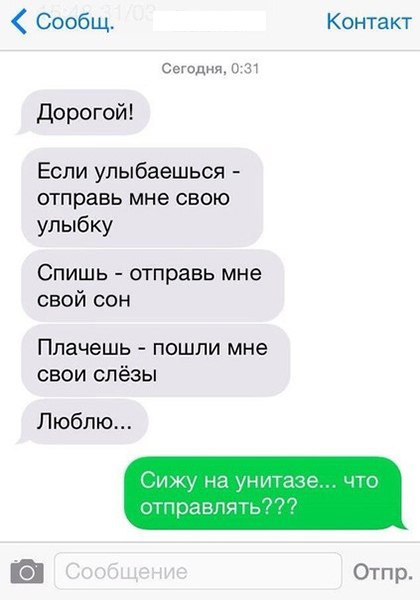 Сообщ.
Контакт
Сегодня, 0:31
Дорогой!
Если улыбаешься -
отправь мне свою
улыбку
Спишь - отправь мне
свой сон
Плачешь - пошли мне
свои слёзы
Люблю...
Сижу на унитазе... что
отправлять???
Сообщение
Отпр.